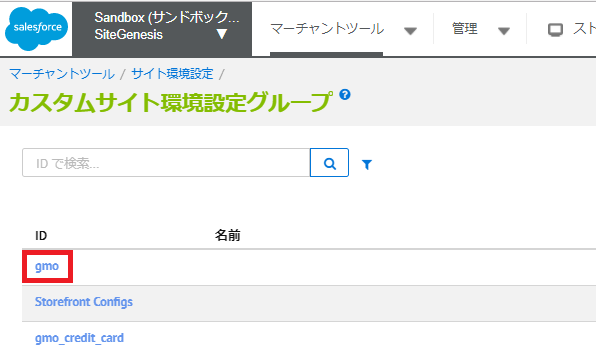 salesforce
Sandbox (サンドボック...
SiteGenesis ▼
マーチャントツール
管理
スト
マーチャントツール / サイト環境設定 /
カスタムサイト環境設定グループ ?
ID で検索...
ID 名前
gmo
Storefront Configs
gmo_credit_card